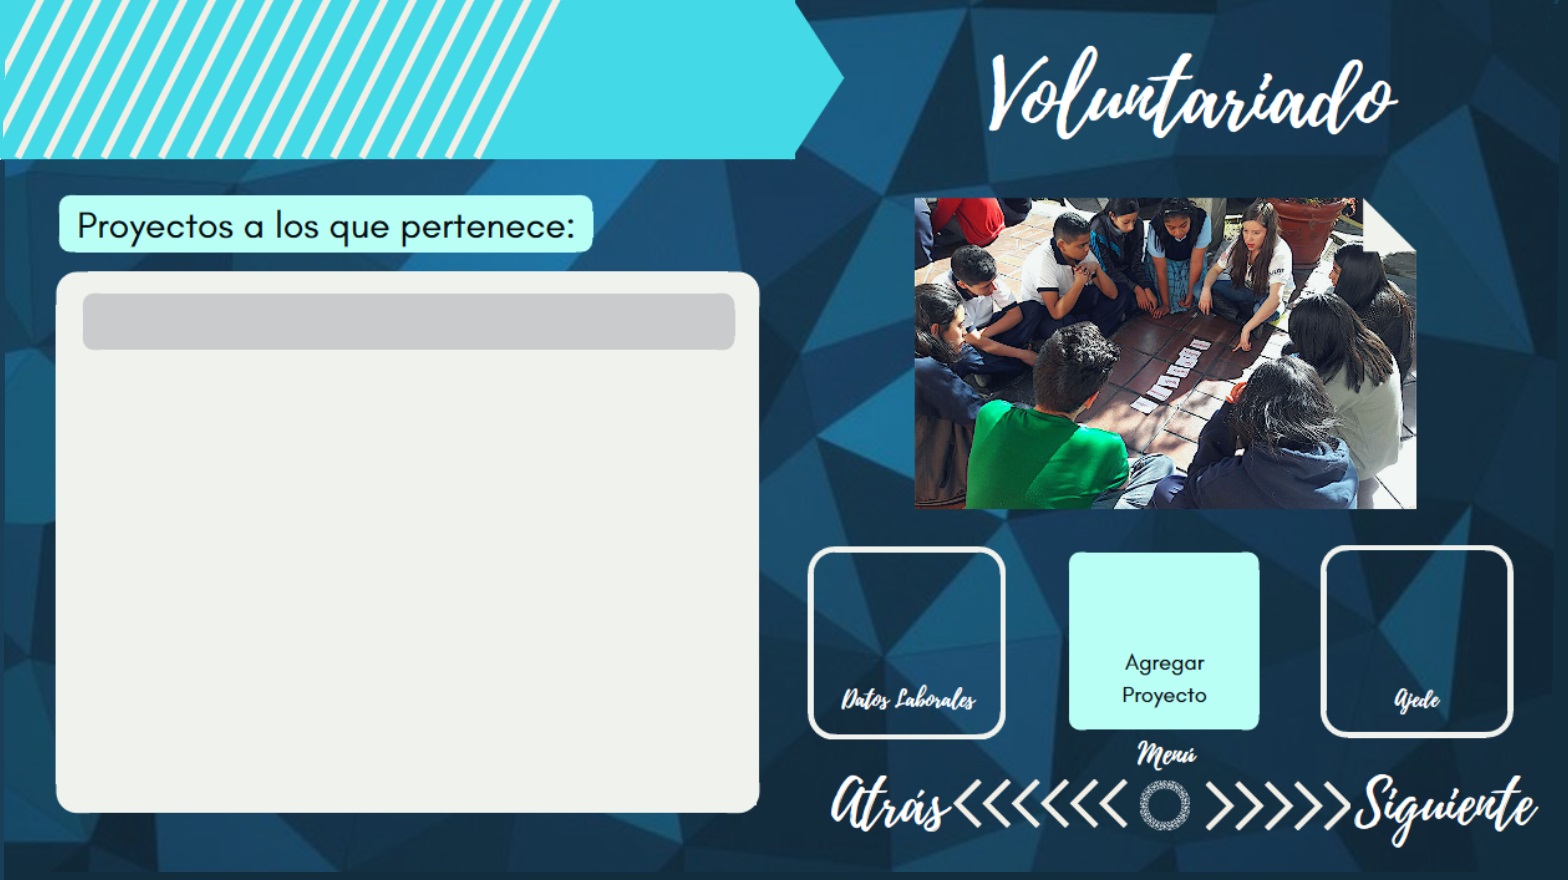 Voluntariado
Proyectos a los que pertenece:
Datos Laborales
Agregar
Proyecto
Ajede
Menú
Atrás
Siguiente